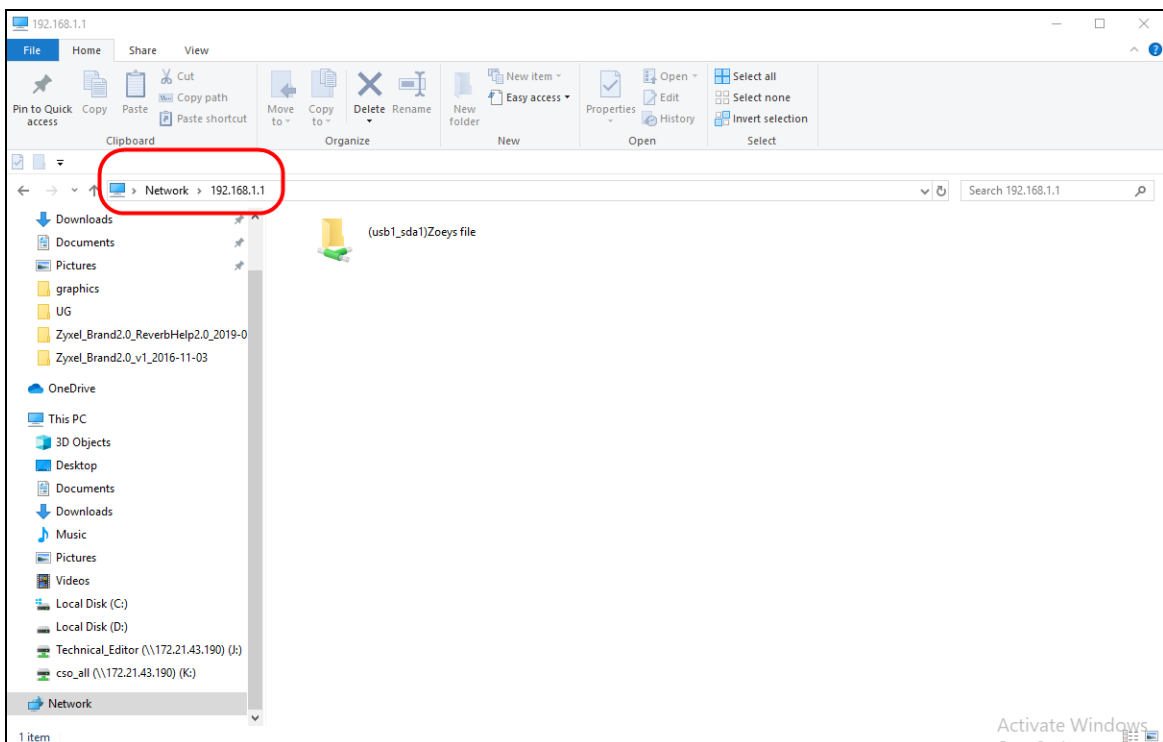 192.168.1.1
File Home Share View
Pin to Quick access
Copy
Paste
Cut
Copy path
Paste shortcut
Clipboard
Move to
Copy to
Delete
Rename
Organize
New folder
New item
Easy access
New
Properties
Open
Edit
History
Open
Select all
Select none
Invert selection
Select
Network > 192.168.1.1
Search 192.168.1.1
Downloads
Documents
Pictures
graphics
UG
Zyxel_Brand2.0_ReverbHelp2.0_2019-0
Zyxel_Brand2.0_v1_2016-11-03
OneDrive
This PC
3D Objects
Desktop
Documents
Downloads
Music
Pictures
Videos
Local Disk (C:)
Local Disk (D:)
Technical_Editor (\\172.21.43.190) (J:)
cso_all (\\172.21.43.190) (K:)
Network
(usb1_sda1)Zoeys file
1 item
Activate Windows